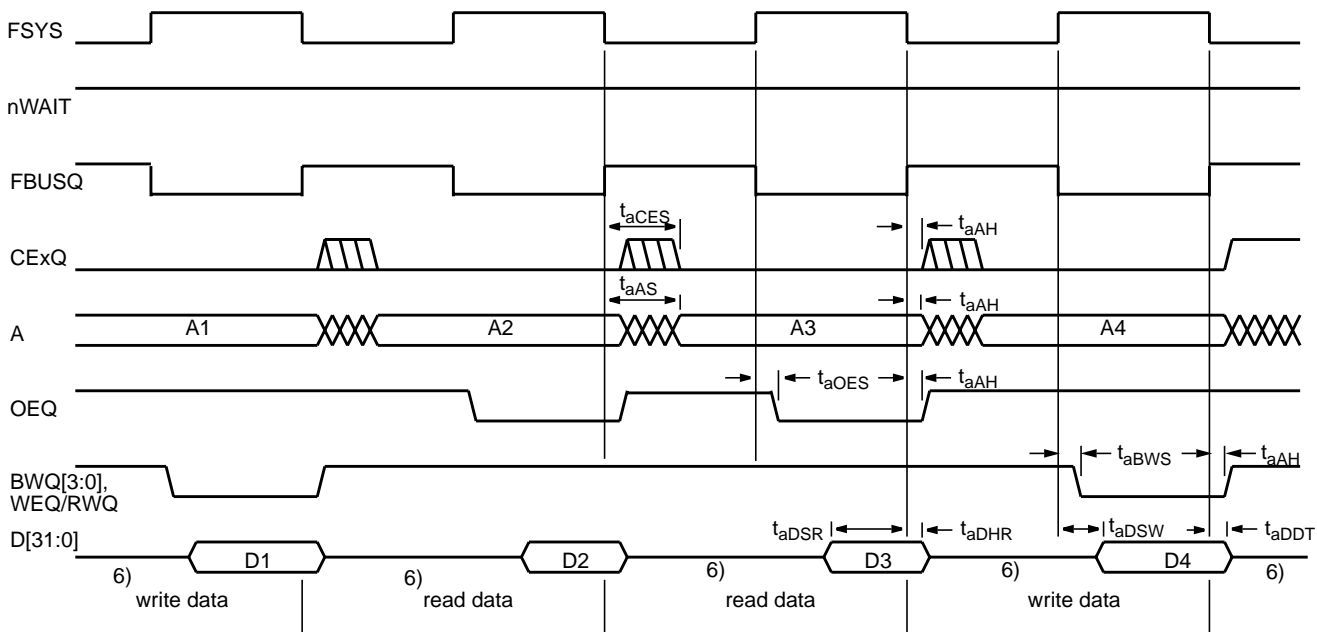 FSYS
nWAIT
FBUSQ
taCES
taAH
CExQ
taAS
taAH
A
A1
A2
A3
A4
taOES
taAH
OEQ
taBWS
taAH
BWQ[3:0],
WEQ/RWQ
D[31:0]
taDSR
taDHR
taDSW
taDDT
D1
D2
D3
D4
6)
6)
6)
6)
6)
write data
read data
read data
write data